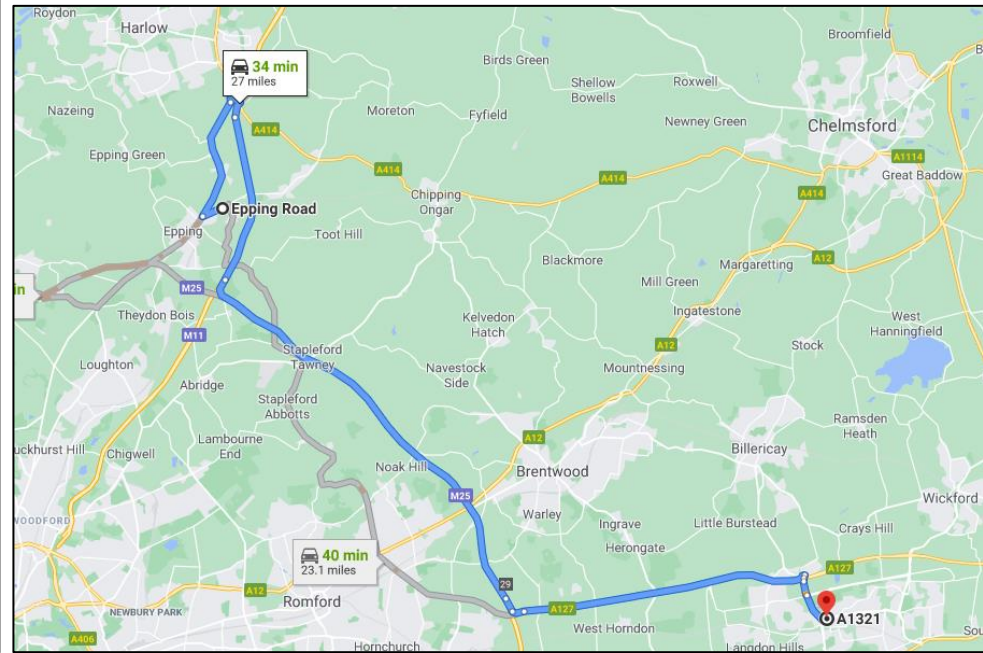 Roydon
Harlow
34 min
27 miles
Birds Green
Broomfield
Shellow
Bowells
Roxwell
Nazeing
Moreton
Fyfield
Newney Green
Chelmsford
A414
Epping Green
A414
A414
A1114
A414
Great Baddow
Chipping
Ongar
Epping Road
Epping
Toot Hill
Blackmore
Margaretting
A12
Mill Green
M25
Theydon Bois
Kelvedon
Hatch
Ingatestone
West
Hanningfield
M11
Stapleford
Tawney
A12
Stock
Loughton
Abridge
Navestock
Side
Mountnessing
Stapleford
Abbotts
Ramsden
Heath
uckhurst Hill
Chigwell
Lambourne
End
A12
Billericay
Noak Hill
Brentwood
M25
Wickford
WOODFORD
Warley
Ingrave
Little Burstead
Crays Hill
Herongate
40 min
23.1 miles
29
A127
A12
Romford
A127
A1321
NEWBURY PARK
West Horndon
A406
Hornchurch
Langdon Hills